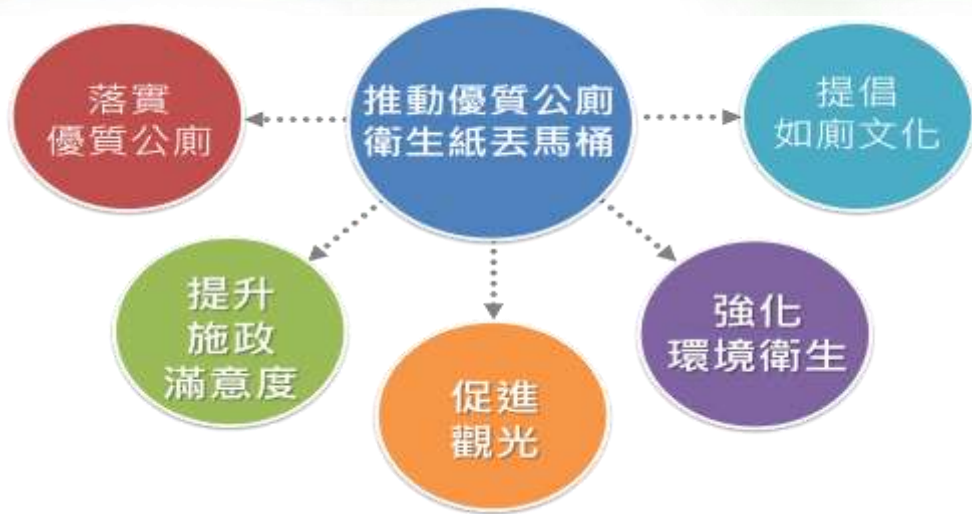 落實
優質公廁
推動優質公廁
衛生紙丟馬桶
提倡
如廁文化
提升
施政
滿意度
促進
觀光
強化
環境衛生